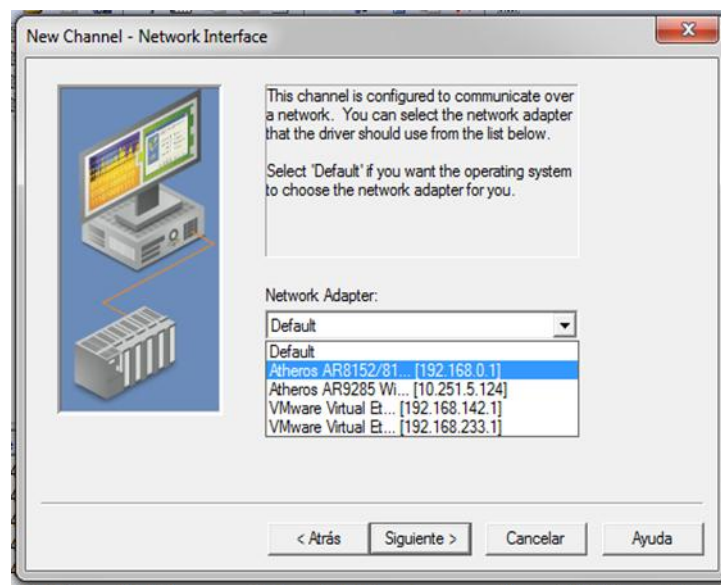 New Channel - Network Interface
This channel is configured to communicate over
a network. You can select the network adapter
that the driver should use from the list below.
Select 'Default' if you want the operating system
to choose the network adapter for you.
Network Adapter:
Default
Default
Atheros AR8152/81... [192.168.0.1]
Atheros AR9285 Wi... [10.251.5.124]
VMware Virtual Et... [192.168.142.1]
VMware Virtual Et... [192.168.233.1]
< Atrás
Siguiente >
Cancelar
Ayuda